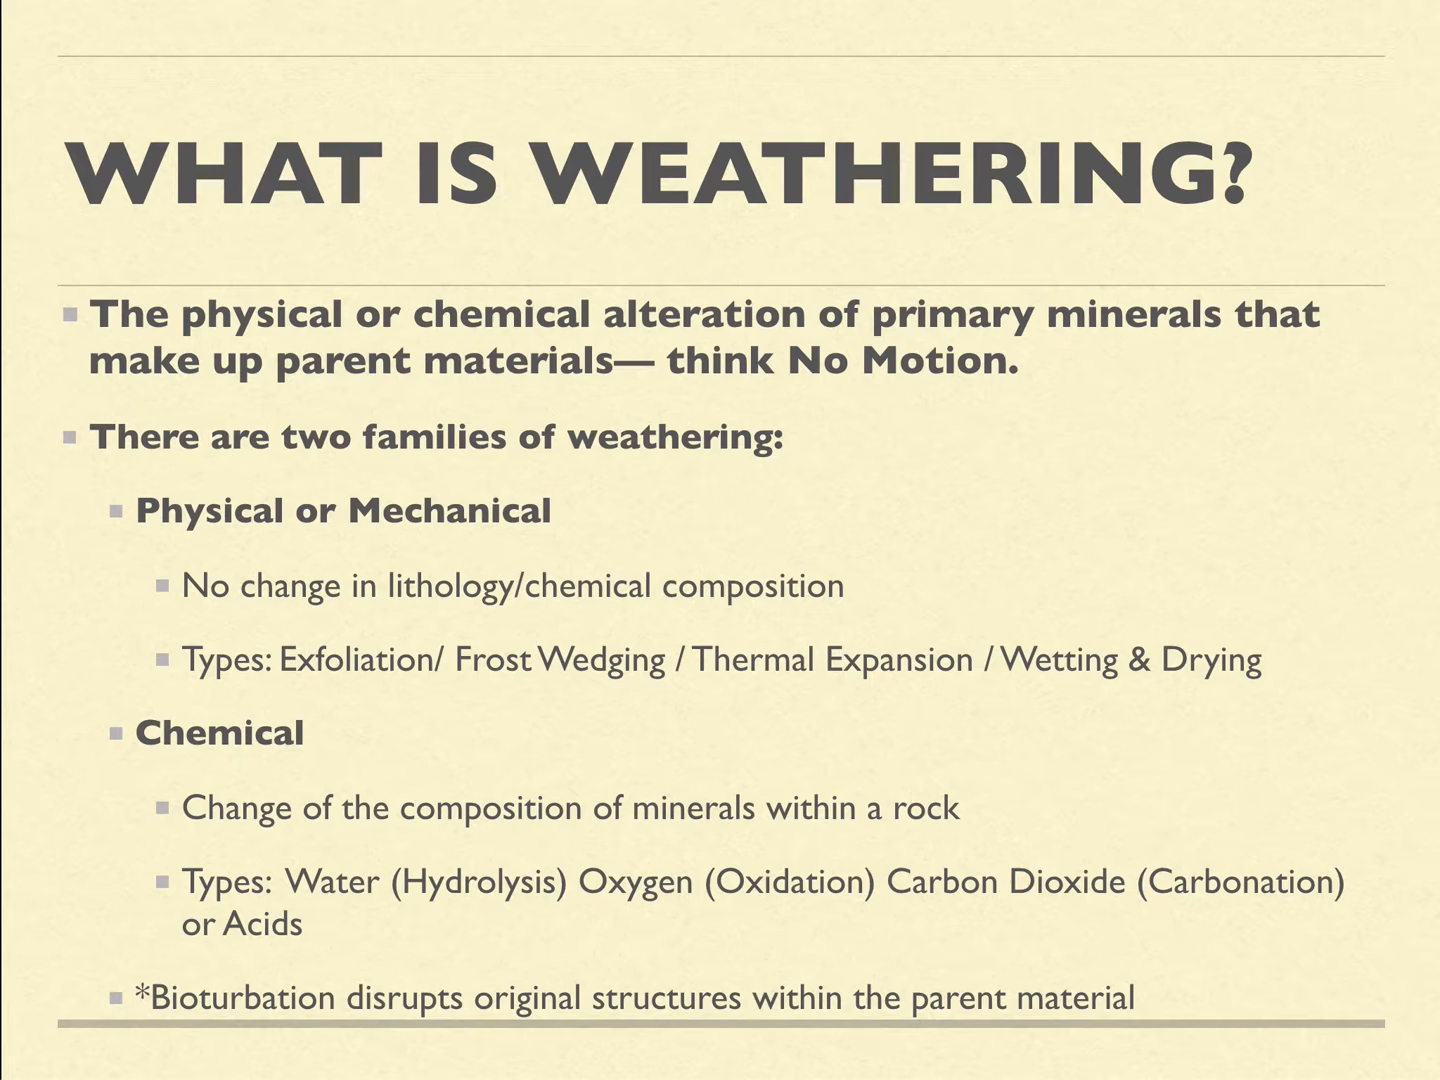 WHAT IS WEATHERING?
The physical or chemical alteration of primary minerals that
make up parent materials— think No Motion.
There are two families of weathering:
Physical or Mechanical
No change in lithology/chemical composition
Types: Exfoliation/ Frost Wedging / Thermal Expansion / Wetting & Drying
Chemical
Change of the composition of minerals within a rock
Types: Water (Hydrolysis) Oxygen (Oxidation) Carbon Dioxide (Carbonation)
or Acids
*Bioturbation disrupts original structures within the parent material